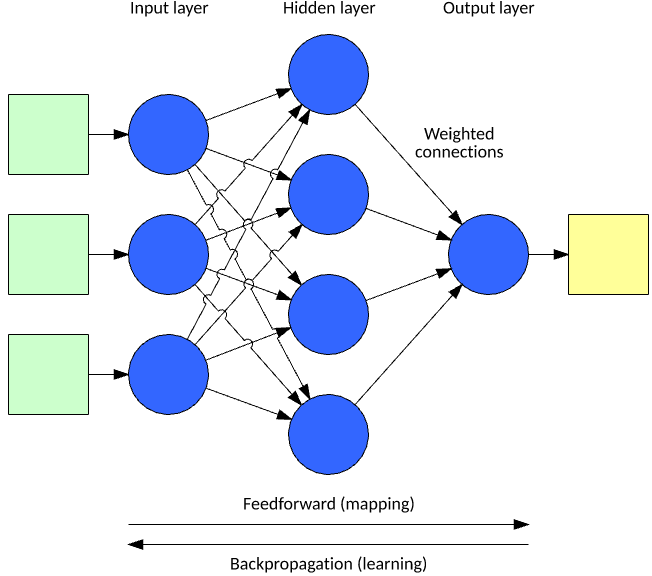 Input layer
Hidden layer
Output layer
Weighted
connections
Feedforward (mapping)
Backpropagation (learning)